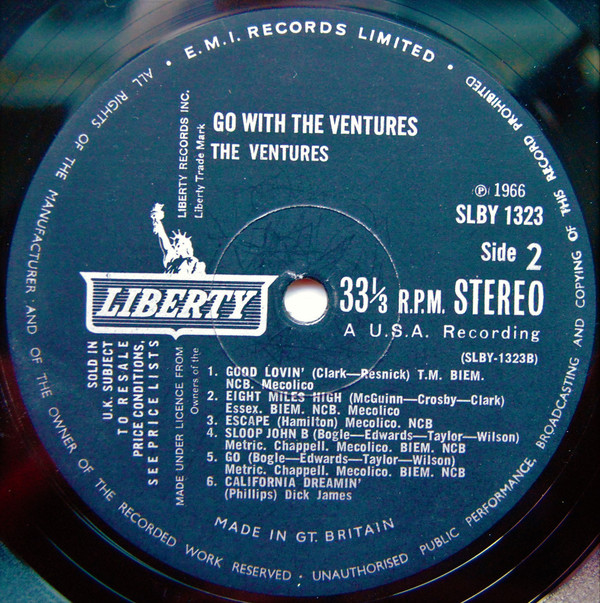 E.M.I. RECORDS LIMITED • ALL RIGHTS OF THE MANUFACTURER AND OF THE OWNER OF THE RECORDED WORK RESERVED • UNAUTHORISED PUBLIC PERFORMANCE, BROADCASTING AND COPYING OF THIS RECORD PROHIBITED •
LIBERTY RECORDS INC.
Liberty Trade Mark
GO WITH THE VENTURES
THE VENTURES
Ⓟ 1966
SLBY 1323
Side 2
LIBERTY
33⅓ R.P.M. STEREO
A U.S.A. Recording
(SLBY-1323B)
SOLD IN
U.K. SUBJECT
TO RESALE
PRICE CONDITIONS,
SEE PRICE LISTS
MADE UNDER LICENCE FROM
Owners of the
1. GOOD LOVIN' (Clark—Resnick) T.M. BIEM.
NCB. Mecolico
2. EIGHT MILES HIGH (McGuinn—Crosby—Clark)
Essex. BIEM. NCB. Mecolico
3. ESCAPE (Hamilton) Mecolico. NCB
4. SLOOP JOHN B (Bogle—Edwards—Taylor—Wilson)
Metric. Chappell. Mecolico. BIEM. NCB
5. GO (Bogle—Edwards—Taylor—Wilson)
Metric. Chappell. Mecolico. BIEM. NCB
6. CALIFORNIA DREAMIN'
(Phillips) Dick James
MADE IN GT. BRITAIN